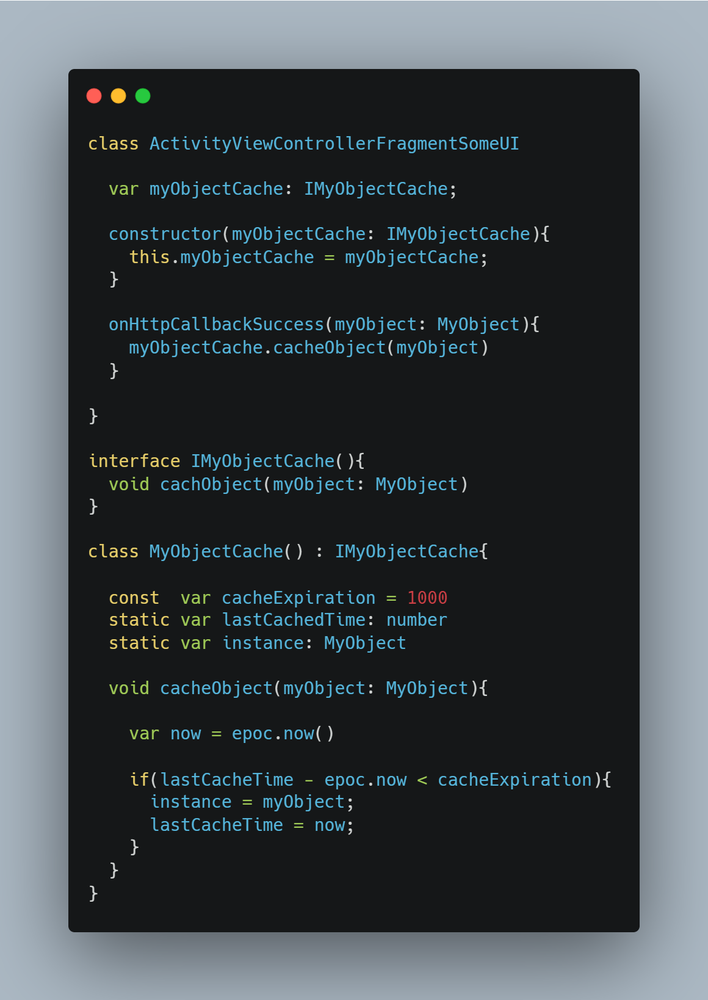 class ActivityViewControllerFragmentSomeUI
var myObjectCache: IMyObjectCache;
constructor(myObjectCache: IMyObjectCache){
this.myObjectCache = myObjectCache;
}
onHttpCallbackSuccess(myObject: MyObject){
myObjectCache.cacheObject(myObject)
}
}
interface IMyObjectCache(){
void cachObject(myObject: MyObject)
}
class MyObjectCache() : IMyObjectCache{
const  var cacheExpiration = 1000
static var lastCachedTime: number
static var instance: MyObject
void cacheObject(myObject: MyObject){
var now = epoc.now()
if(lastCacheTime - epoc.now < cacheExpiration){
instance = myObject;
lastCacheTime = now;
}
}
}